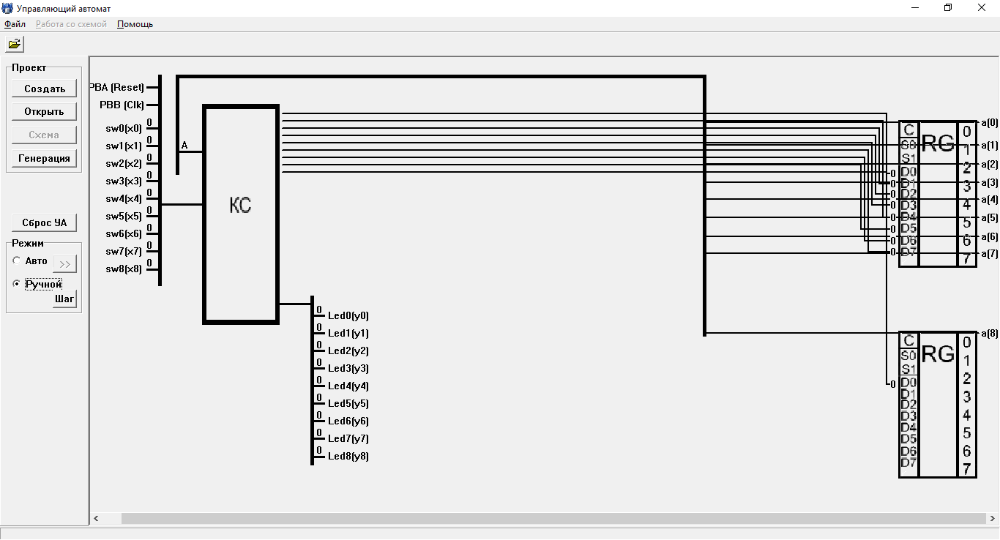 Управляющий автомат
Файл Работа со схемой Помощь
Проект
Создать
Открыть
Схема
Генерация
Сброс УА
Режим
Авто >>
Ручной
Шаг
PBA (Reset)
PBB (Clk)
0
sw0(x0)
0
sw1(x1)
0
sw2(x2)
0
sw3(x3)
0
sw4(x4)
0
sw5(x5)
0
sw6(x6)
0
sw7(x7)
0
sw8(x8)
A
КС
0
Led0(y0)
0
Led1(y1)
0
Led2(y2)
0
Led3(y3)
0
Led4(y4)
0
Led5(y5)
0
Led6(y6)
0
Led7(y7)
0
Led8(y8)
C
S0
S1
0 D0
0 D1
0 D2
0 D3
0 D4
0 D5
0 D6
0 D7
RG
0
1
2
3
4
5
6
7
a(0)
a(1)
a(2)
a(3)
a(4)
a(5)
a(6)
a(7)
C
S0
S1
0 D0
D1
D2
D3
D4
D5
D6
D7
RG
0
1
2
3
4
5
6
7
a(8)